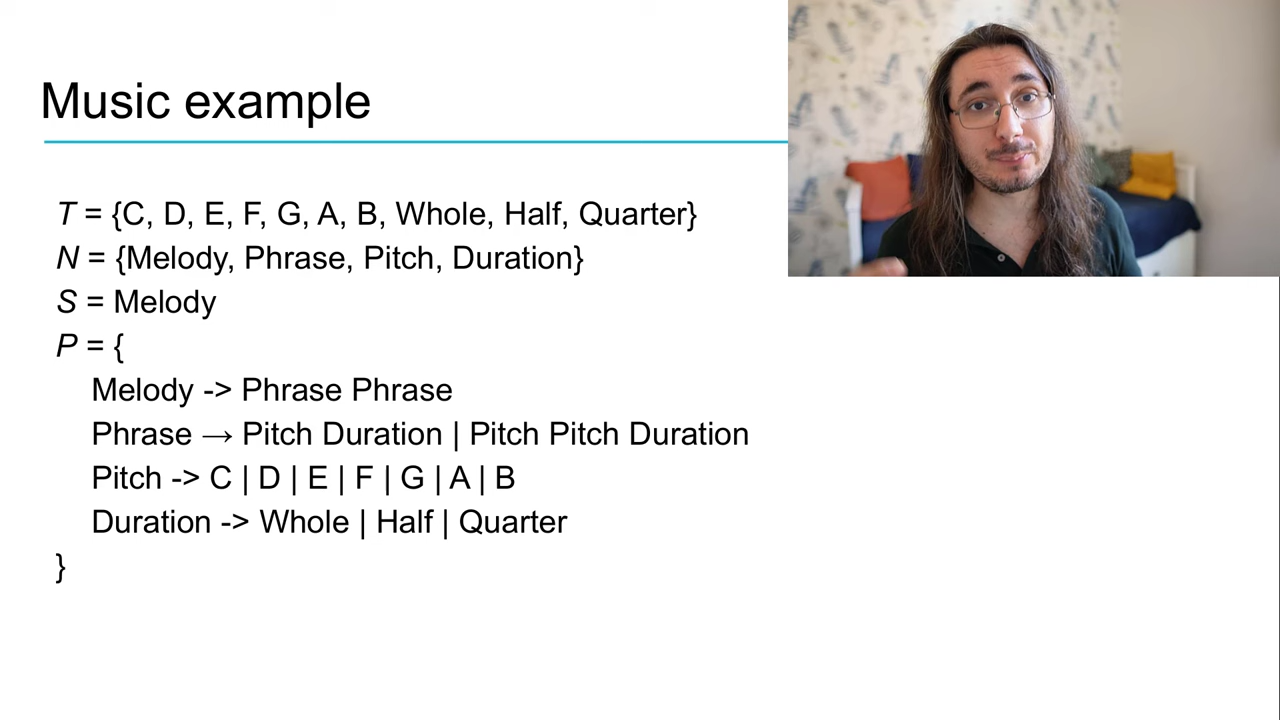 Music example
T = {C, D, E, F, G, A, B, Whole, Half, Quarter}
N = {Melody, Phrase, Pitch, Duration}
S = Melody
P = {
Melody -> Phrase Phrase
Phrase → Pitch Duration | Pitch Pitch Duration
Pitch -> C | D | E | F | G | A | B
Duration -> Whole | Half | Quarter
}